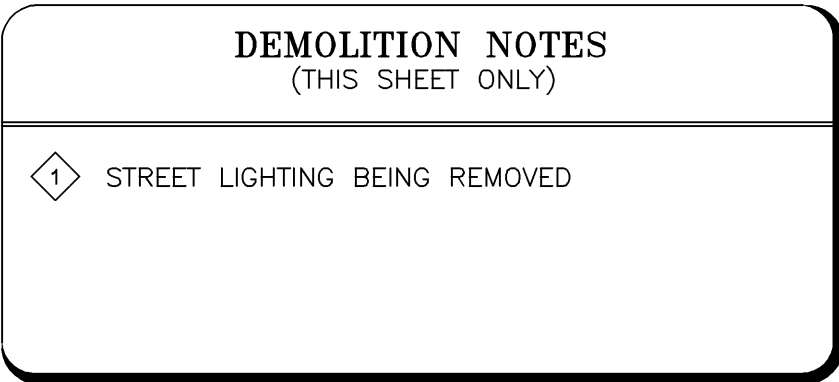 DEMOLITION NOTES
(THIS SHEET ONLY)
1 STREET LIGHTING BEING REMOVED